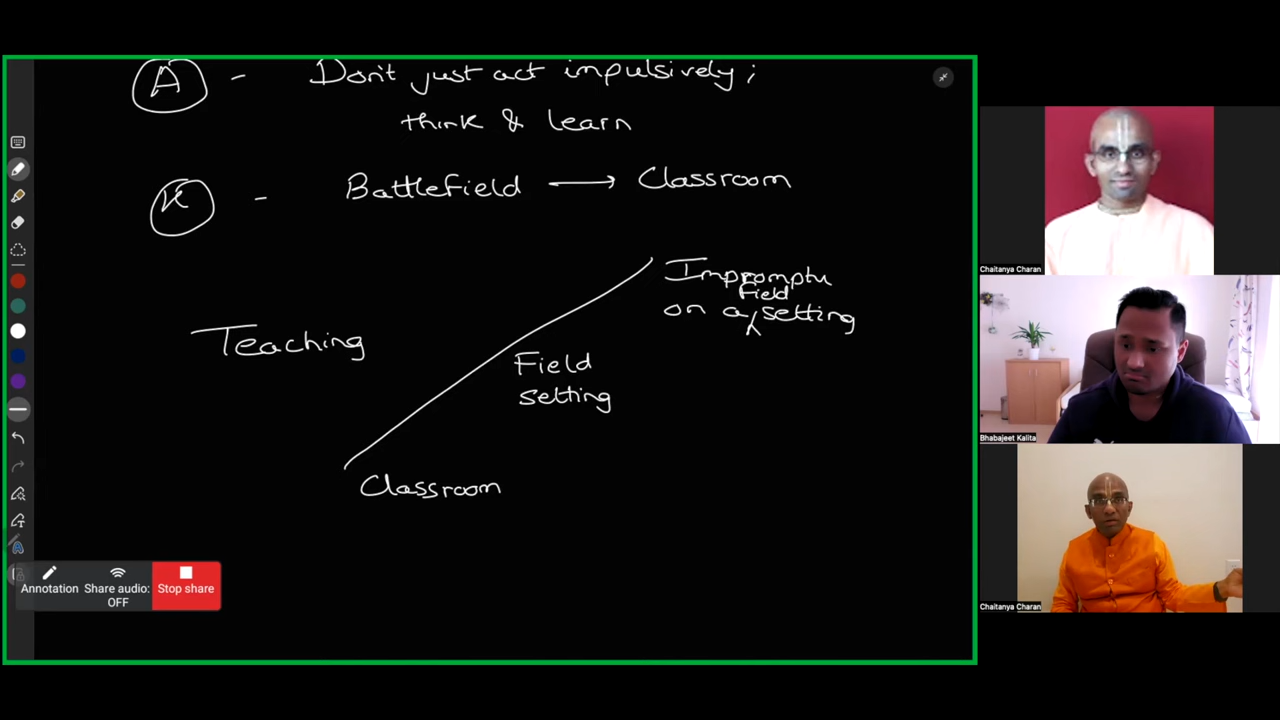 A - Don't just act impulsively;
think & learn
K - Battlefield → Classroom
Impromptu
Field
on a setting
Teaching
Field
setting
Classroom
Annotation
Share audio:
OFF
Stop share
Chaitanya Charan
Bhabajeet Kalita
Chaitanya Charan